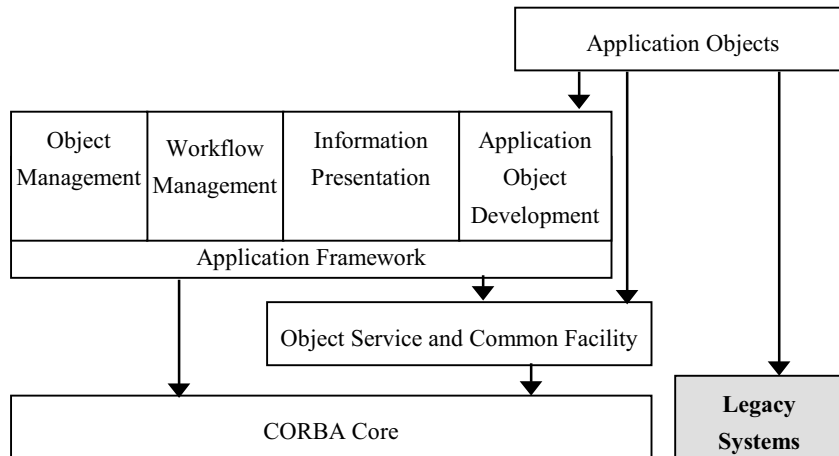 Application Objects
Object
Management
Workflow
Management
Information
Presentation
Application
Object
Development
Application Framework
Object Service and Common Facility
CORBA Core
Legacy
Systems